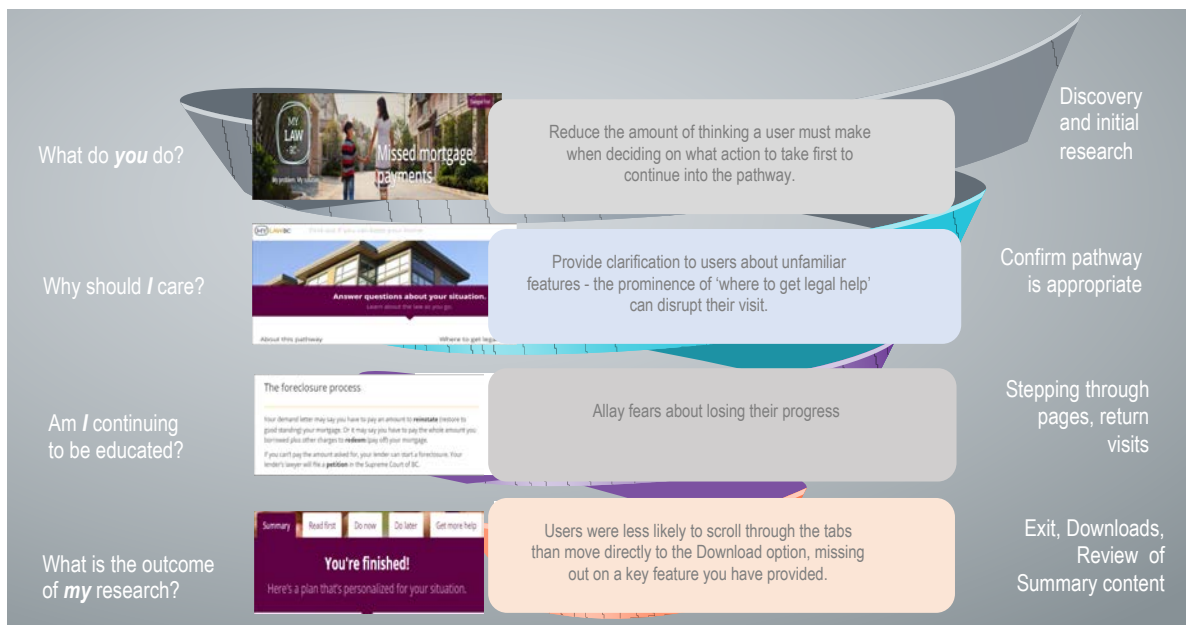 What do you do?
MY
LAW
- BC -
My problem. My solution.
Missed mortgage
payments
Reduce the amount of thinking a user must make
when deciding on what action to take first to
continue into the pathway.
Discovery
and initial
research
Why should I care?
MY LAWBC
Find out if you can keep your home
Answer questions about your situation.
Learn about the law as you go.
About this pathway
Where to get lega
Provide clarification to users about unfamiliar
features - the prominence of ‘where to get legal help’
can disrupt their visit.
Confirm pathway
is appropriate
Am I continuing
to be educated?
The foreclosure process
Your demand letter may say you have to pay an amount to reinstate (restore to
good standing) your mortgage. Or it may say you have to pay the whole amount you
borrowed plus other charges to redeem (pay off) your mortgage.
If you can't pay the amount asked for, your lender can start a foreclosure. Your
lender's lawyer will file a petition in the Supreme Court of BC.
Allay fears about losing their progress
Stepping through
pages, return
visits
What is the outcome
of my research?
Summary
Read first
Do now
Do later
Get more help
You're finished!
Here's a plan that's personalized for your situation.
Users were less likely to scroll through the tabs
than move directly to the Download option, missing
out on a key feature you have provided.
Exit, Downloads,
Review of
Summary content